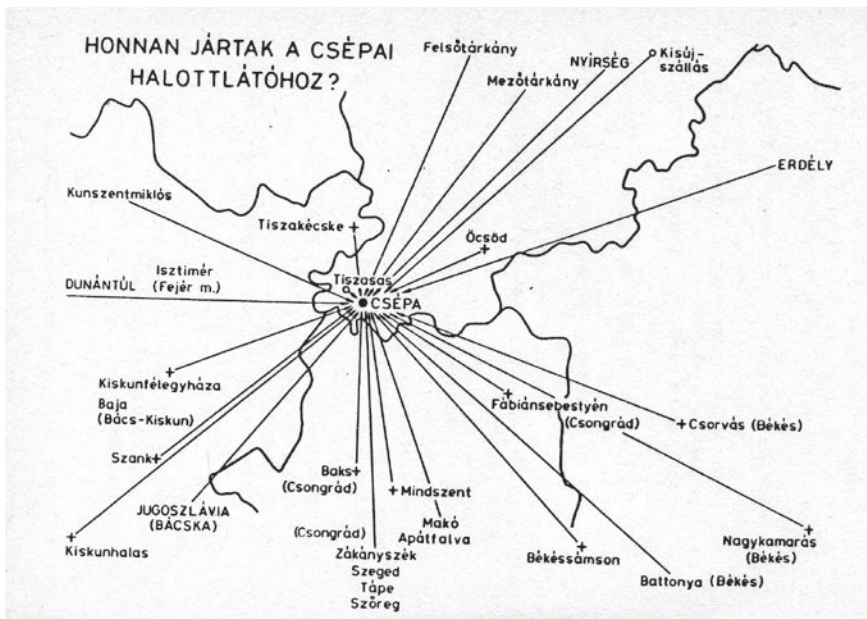 HONNAN JÁRTAK A CSÉPAI
HALOTTLÁTÓHOZ?
Felsőtárkány
NYÍRSÉG
Kisúj-
szállás
Mezőtárkány
ERDÉLY
Kunszentmiklós
Tiszakécske
Öcsöd
Isztimér
(Fejér m.)
DUNÁNTÚL
Tiszasas
CSÉPA
Kiskunfélegyháza
Baja
(Bács-Kiskun)
Fábiánsebestyén
(Csongrád)
Csorvás (Békés)
Szank
Baks
(Csongrád)
Mindszent
JUGOSZLÁVIA
(BÁCSKA)
Makó
Apátfalva
Kiskunhalas
(Csongrád)
Zákányszék
Szeged
Tápe
Szőreg
Békéssámson
Battonya (Békés)
Nagykamarás
(Békés)